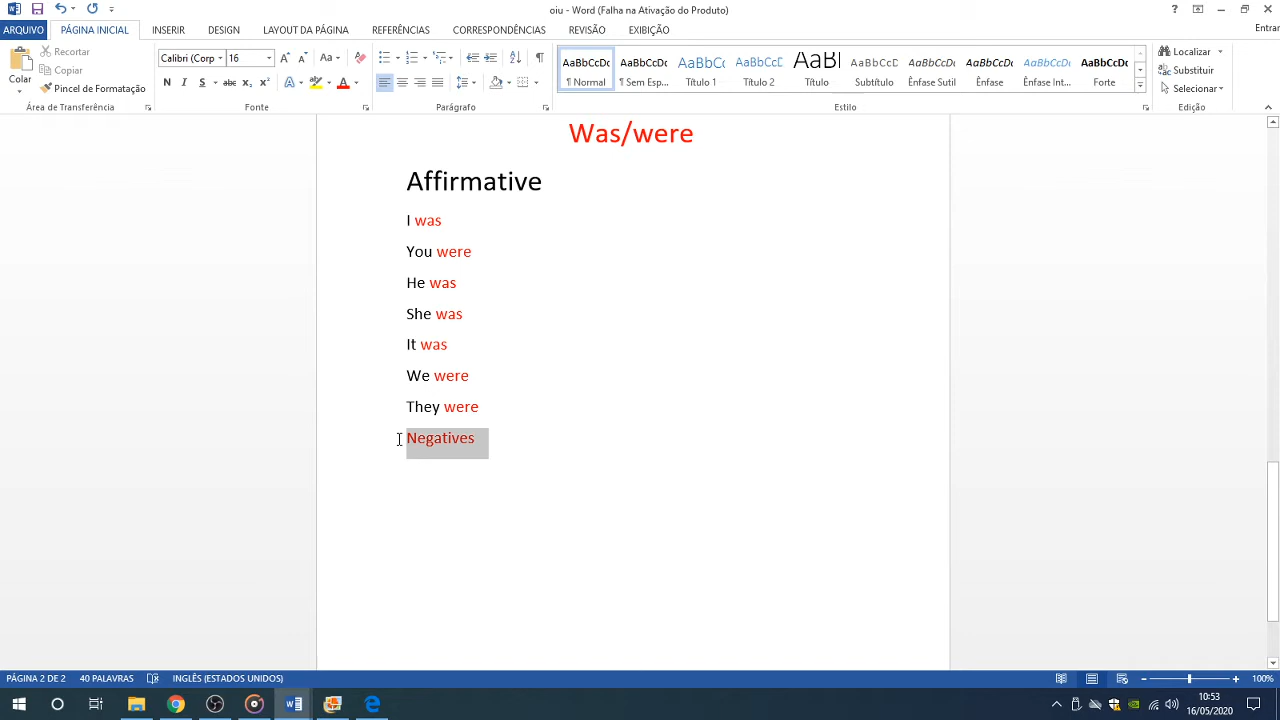 oiu - Word (Falha na Ativação do Produto)
ARQUIVO PÁGINA INICIAL INSERIR DESIGN LAYOUT DA PÁGINA REFERÊNCIAS CORRESPONDÊNCIAS REVISÃO EXIBIÇÃO Entrar
Colar
Recortar
Copiar
Pincel de Formatação
Área de Transferência
Calibri (Corp 16
N I S abc x₂ x²
Fonte
Parágrafo
AaBbCcDc AaBbCcDc AaBbC( AaBbCcC AaBl AaBbCcD AaBbCcDc AaBbCcDc AaBbCcDc AaBbCcDc
¶ Normal ¶ Sem Esp... Título 1 Título 2 Título Subtítulo Ênfase Sutil Ênfase Ênfase Int... Forte
Estilo
Localizar
Substituir
Selecionar
Edição
Was/were
Affirmative
I was
You were
He was
She was
It was
We were
They were
Negatives
PÁGINA 2 DE 2 40 PALAVRAS INGLÊS (ESTADOS UNIDOS) 100%
10:53
16/05/2020